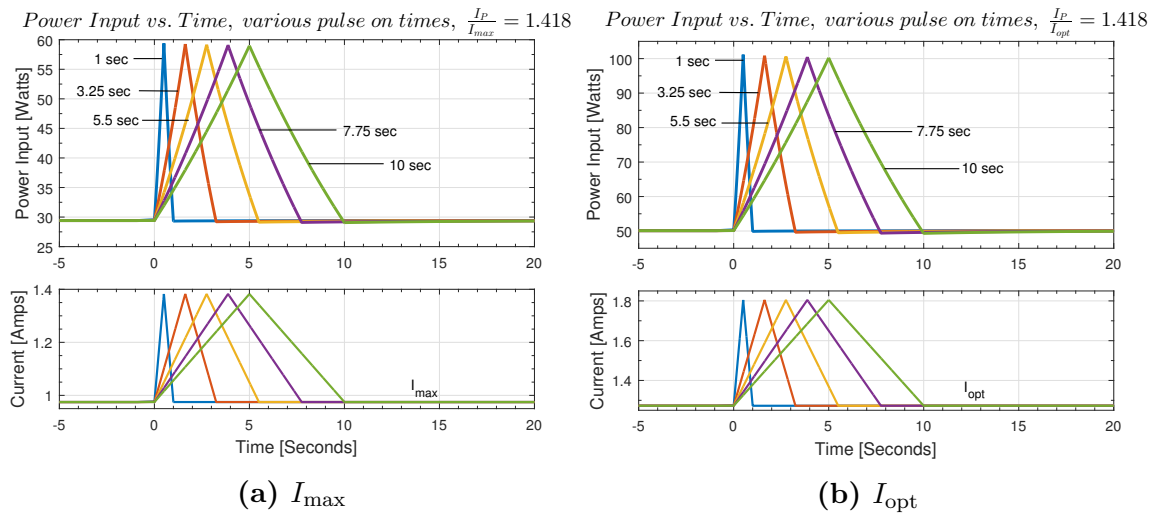 Power Input vs. Time, various pulse on times, I_P/I_max = 1.418
60
55
50
45
40
35
30
25
Power Input [Watts]
1 sec
3.25 sec
5.5 sec
7.75 sec
10 sec
-5 0 5 10 15 20
1.4
1.2
1
Current [Amps]
I_max
-5 0 5 10 15 20
Time [Seconds]
(a) I_max
Power Input vs. Time, various pulse on times, I_P/I_opt = 1.418
100
90
80
70
60
50
Power Input [Watts]
1 sec
3.25 sec
5.5 sec
7.75 sec
10 sec
-5 0 5 10 15 20
1.8
1.6
1.4
Current [Amps]
I_opt
-5 0 5 10 15 20
Time [Seconds]
(b) I_opt